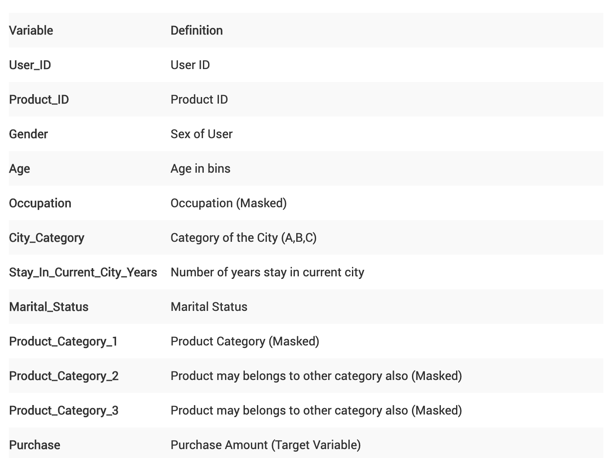 Variable Definition
User_ID User ID
Product_ID Product ID
Gender Sex of User
Age Age in bins
Occupation Occupation (Masked)
City_Category Category of the City (A,B,C)
Stay_In_Current_City_Years Number of years stay in current city
Marital_Status Marital Status
Product_Category_1 Product Category (Masked)
Product_Category_2 Product may belongs to other category also (Masked)
Product_Category_3 Product may belongs to other category also (Masked)
Purchase Purchase Amount (Target Variable)